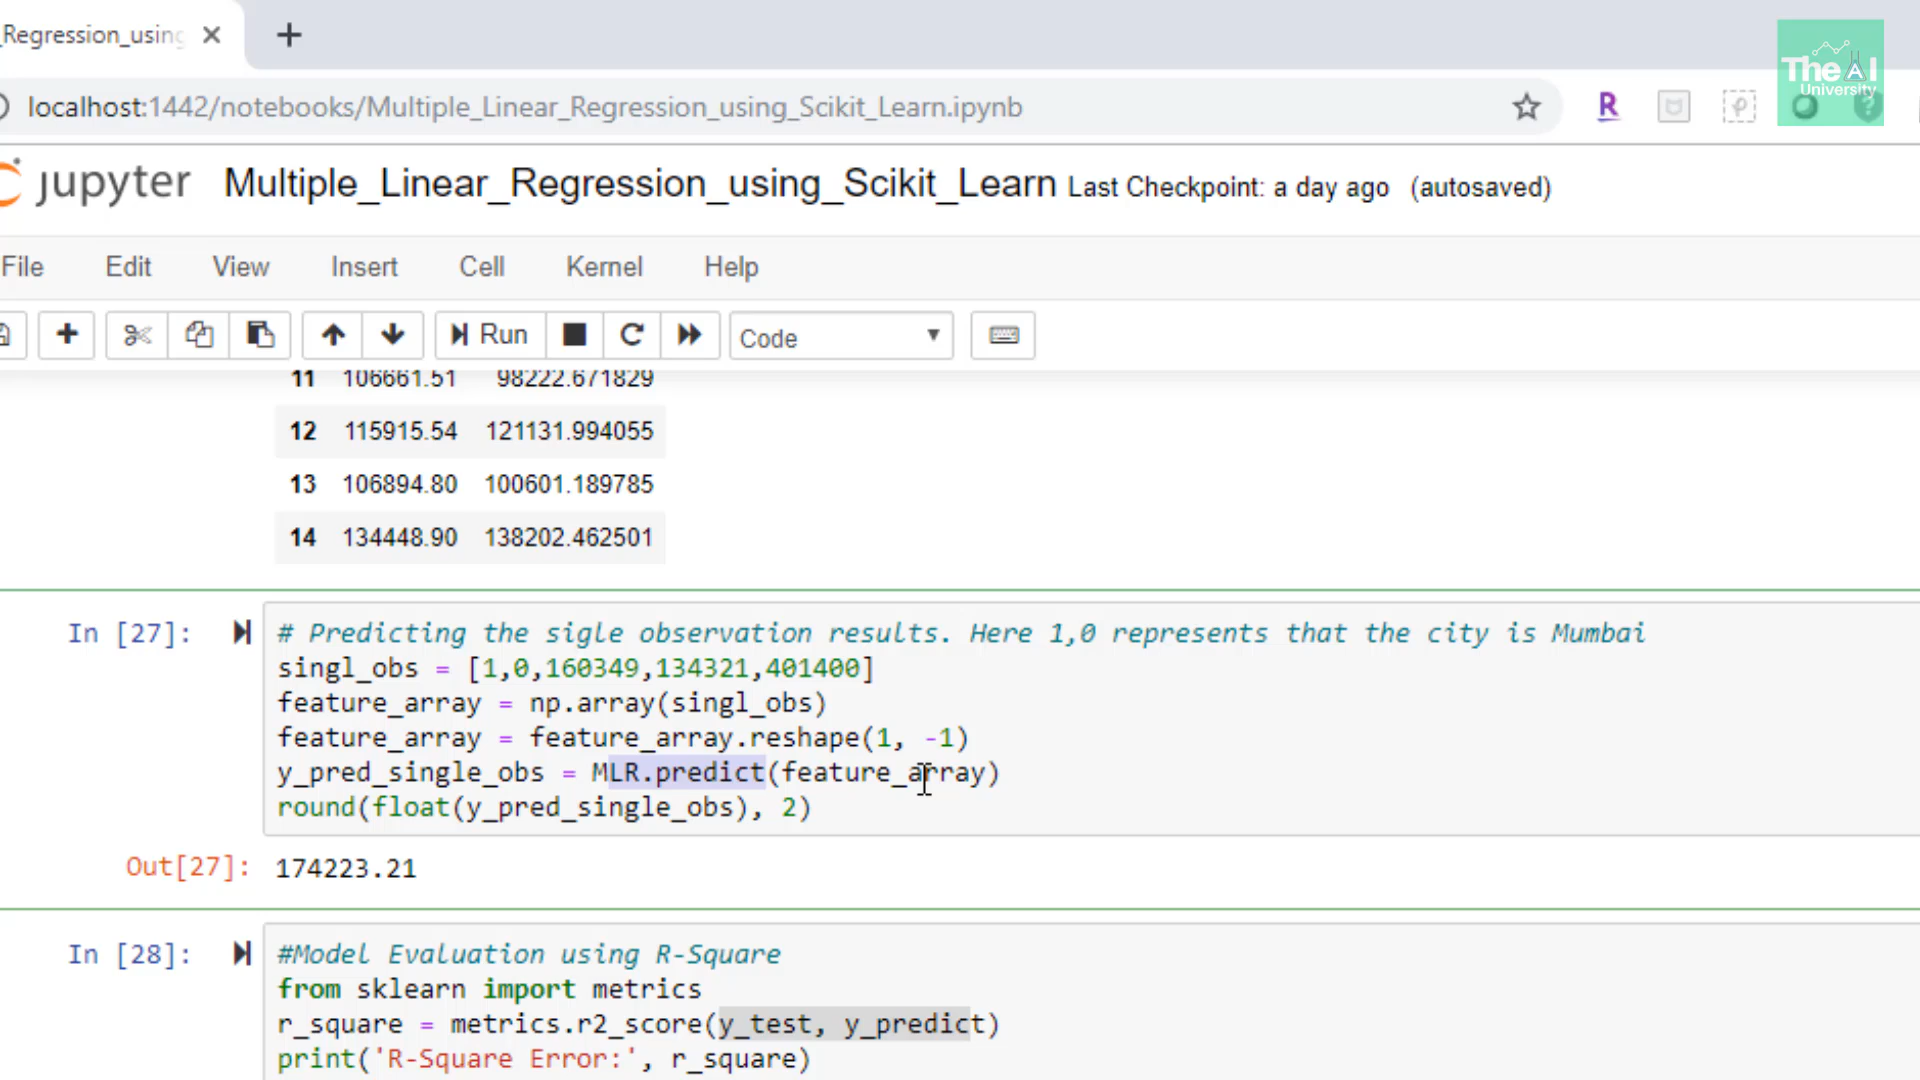 _Regression_using
The AI
University
localhost:1442/notebooks/Multiple_Linear_Regression_using_Scikit_Learn.ipynb
R
jupyter Multiple_Linear_Regression_using_Scikit_Learn Last Checkpoint: a day ago (autosaved)
File Edit View Insert Cell Kernel Help
Run Code
11 106661.51 98222.671829
12 115915.54 121131.994055
13 106894.80 100601.189785
14 134448.90 138202.462501
In [27]: # Predicting the sigle observation results. Here 1,0 represents that the city is Mumbai
singl_obs = [1,0,160349,134321,401400]
feature_array = np.array(singl_obs)
feature_array = feature_array.reshape(1, -1)
y_pred_single_obs = MLR.predict(feature_array)
round(float(y_pred_single_obs), 2)
Out[27]: 174223.21
In [28]: #Model Evaluation using R-Square
from sklearn import metrics
r_square = metrics.r2_score(y_test, y_predict)
print('R-Square Error:', r_square)